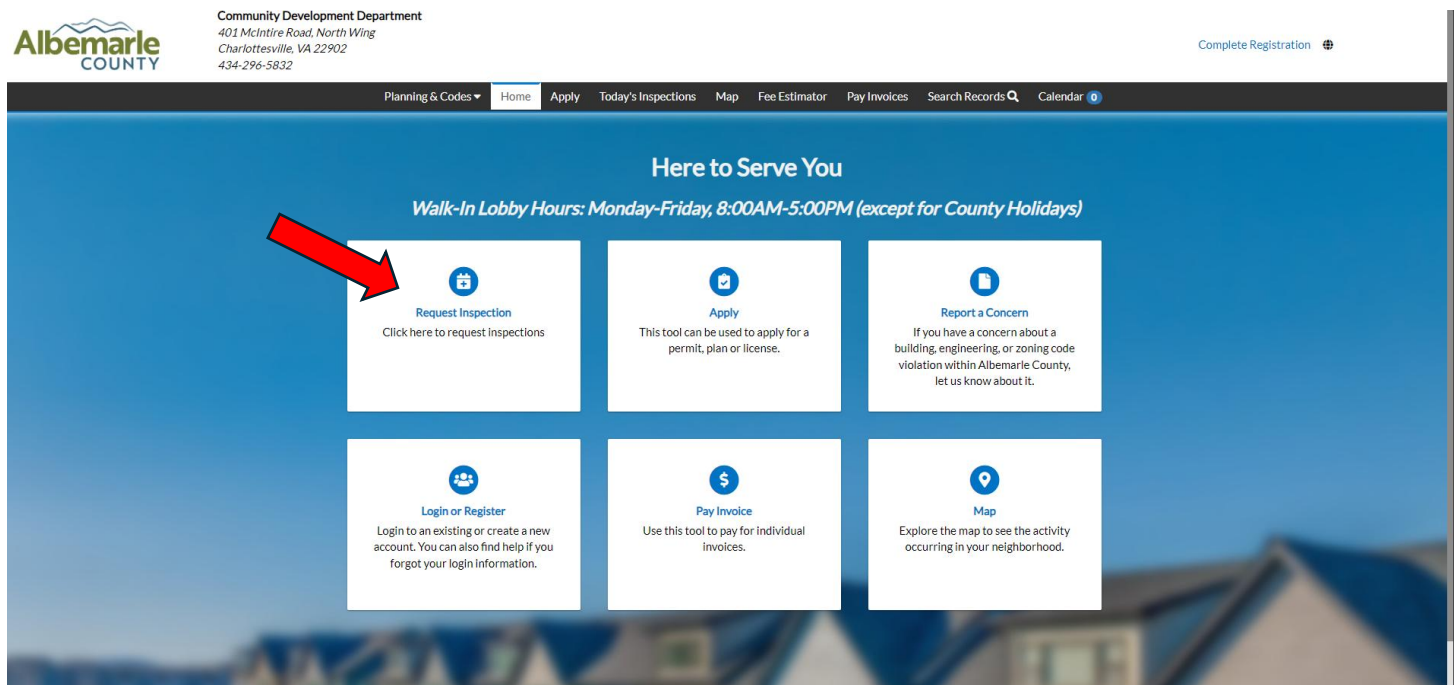 Albemarle
COUNTY
Community Development Department
401 McIntire Road, North Wing
Charlottesville, VA 22902
434-296-5832
Complete Registration
Planning & Codes Home Apply Today's Inspections Map Fee Estimator Pay Invoices Search Records Calendar 0
Here to Serve You
Walk-In Lobby Hours: Monday-Friday, 8:00AM-5:00PM (except for County Holidays)
Request Inspection
Click here to request inspections
Apply
This tool can be used to apply for a
permit, plan or license.
Report a Concern
If you have a concern about a
building, engineering, or zoning code
violation within Albemarle County,
let us know about it.
Login or Register
Login to an existing or create a new
account. You can also find help if you
forgot your login information.
Pay Invoice
Use this tool to pay for individual
invoices.
Map
Explore the map to see the activity
occurring in your neighborhood.